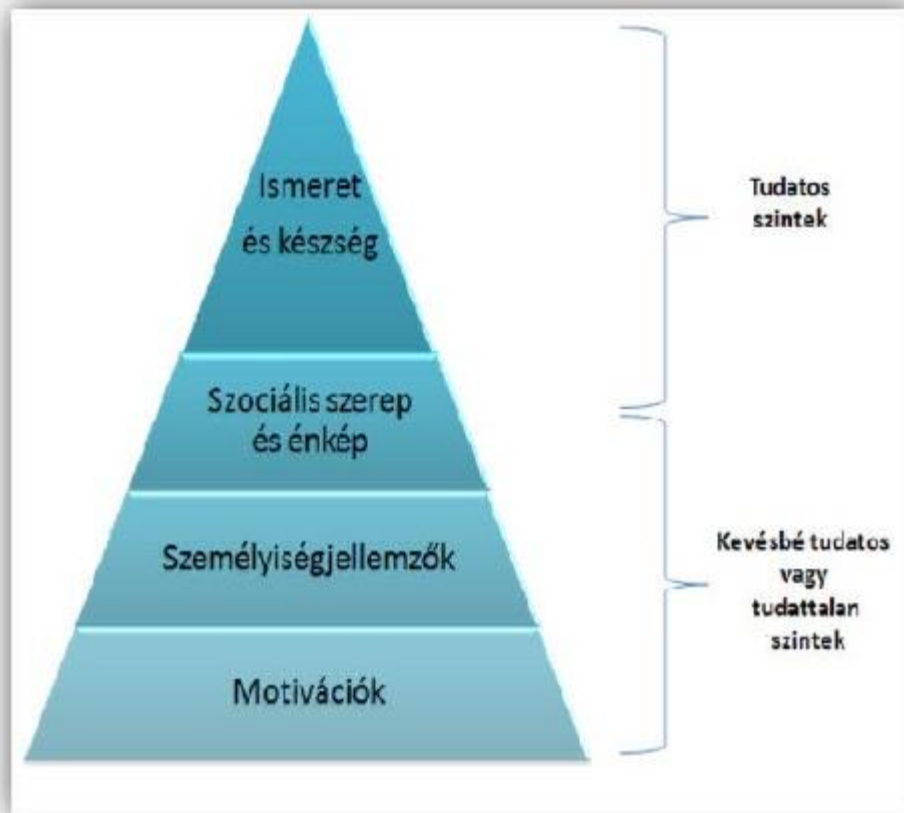 Ismeret
és készség
Szociális szerep
és énkép
Személyiségjellemzők
Motivációk
Tudatos
szintek
Kevésbé tudatos
vagy
tudattalan
szintek